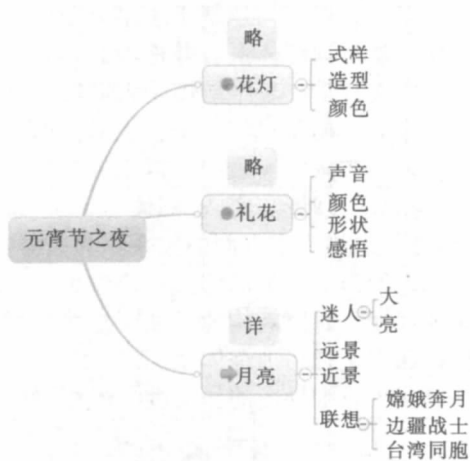 略
花灯
式样
造型
颜色
略
礼花
声音
颜色
形状
感悟
元宵节之夜
详
月亮
迷人
大
亮
远景
近景
联想
嫦娥奔月
边疆战士
台湾同胞